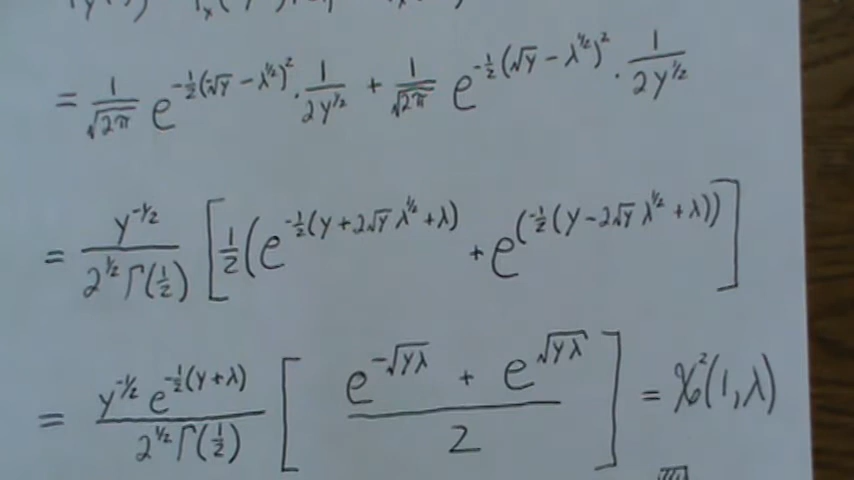 = 1/√2π e^(-½(-√y - λ^½)²) · 1/2y^½ + 1/√2π e^(-½(√y - λ^½)²) · 1/2y^½
= y^(-½)/2^½ Γ(½) [½(e^(-½(y + 2√y λ^½ + λ)) + e^((-½(y - 2√y λ^½ + λ)))]
= y^(-½) e^(-½(y+λ))/2^½ Γ(½) [e^(-√yλ) + e^(√yλ) / 2] = χ²(1, λ)